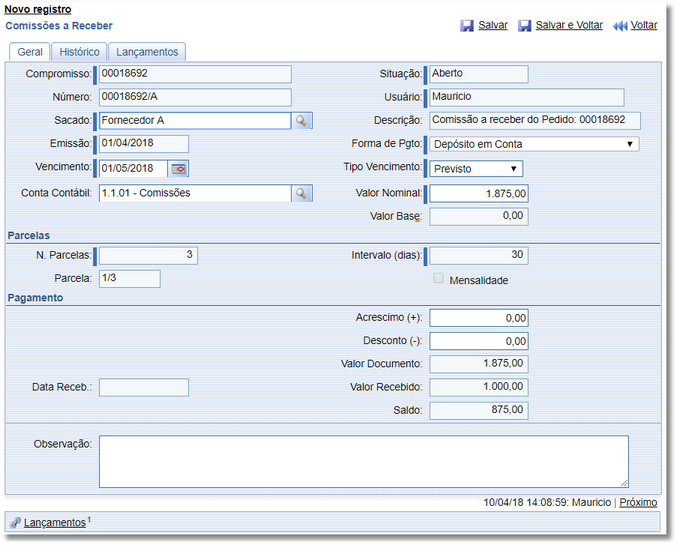 Novo registro
Comissões a Receber Salvar Salvar e Voltar Voltar
Geral Histórico Lançamentos
Compromisso: 00018692 Situação: Aberto
Número: 00018692/A Usuário: Mauricio
Sacado: Fornecedor A Descrição: Comissão a receber do Pedido: 00018692
Emissão: 01/04/2018 Forma de Pgto: Depósito em Conta
Vencimento: 01/05/2018 Tipo Vencimento: Previsto
Conta Contábil: 1.1.01 - Comissões Valor Nominal: 1.875,00
Valor Base: 0,00
Parcelas
N. Parcelas: 3 Intervalo (dias): 30
Parcela: 1/3 Mensalidade
Pagamento
Acrescimo (+): 0,00
Desconto (-): 0,00
Valor Documento: 1.875,00
Data Receb.: Valor Recebido: 1.000,00
Saldo: 875,00
Observação:
10/04/18 14:08:59: Mauricio | Próximo
Lançamentos 1